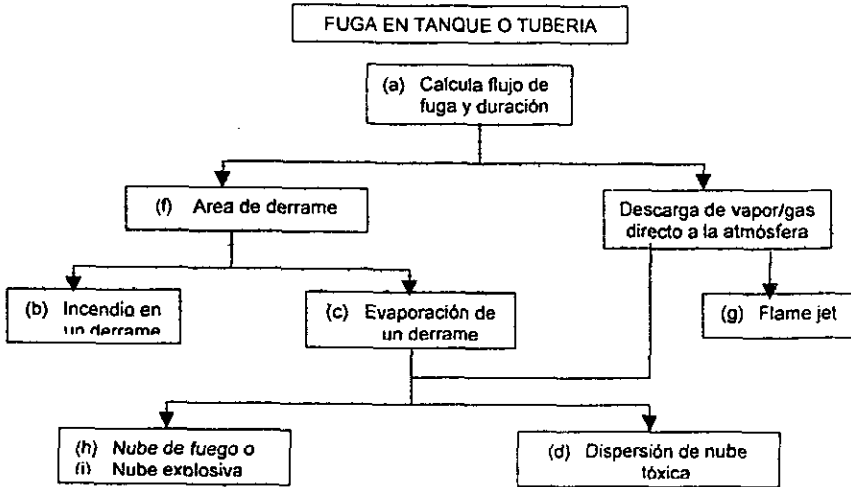 FUGA EN TANQUE O TUBERIA
(a) Calcula flujo de
fuga y duración
(f) Area de derrame
Descarga de vapor/gas
directo a la atmósfera
(b) Incendio en
un derrame
(c) Evaporación de
un derrame
(g) Flame jet
(h) Nube de fuego o
(i) Nube explosiva
(d) Dispersión de nube
tóxica